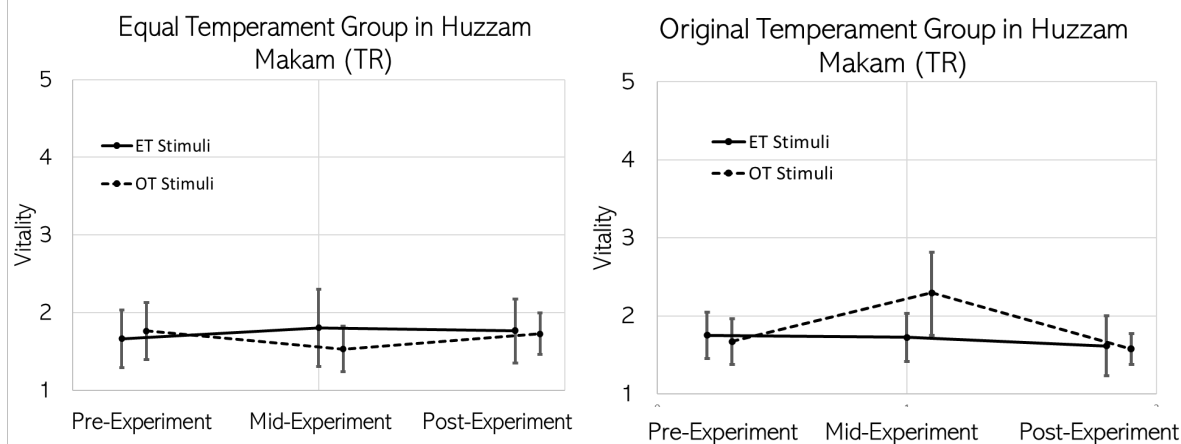 Equal Temperament Group in Huzzam
Makam (TR)
5
4
3
2
1
Vitality
ET Stimuli
OT Stimuli
Pre-Experiment
Mid-Experiment
Post-Experiment
Original Temperament Group in Huzzam
Makam (TR)
5
4
3
2
1
Vitality
ET Stimuli
OT Stimuli
Pre-Experiment
Mid-Experiment
Post-Experiment